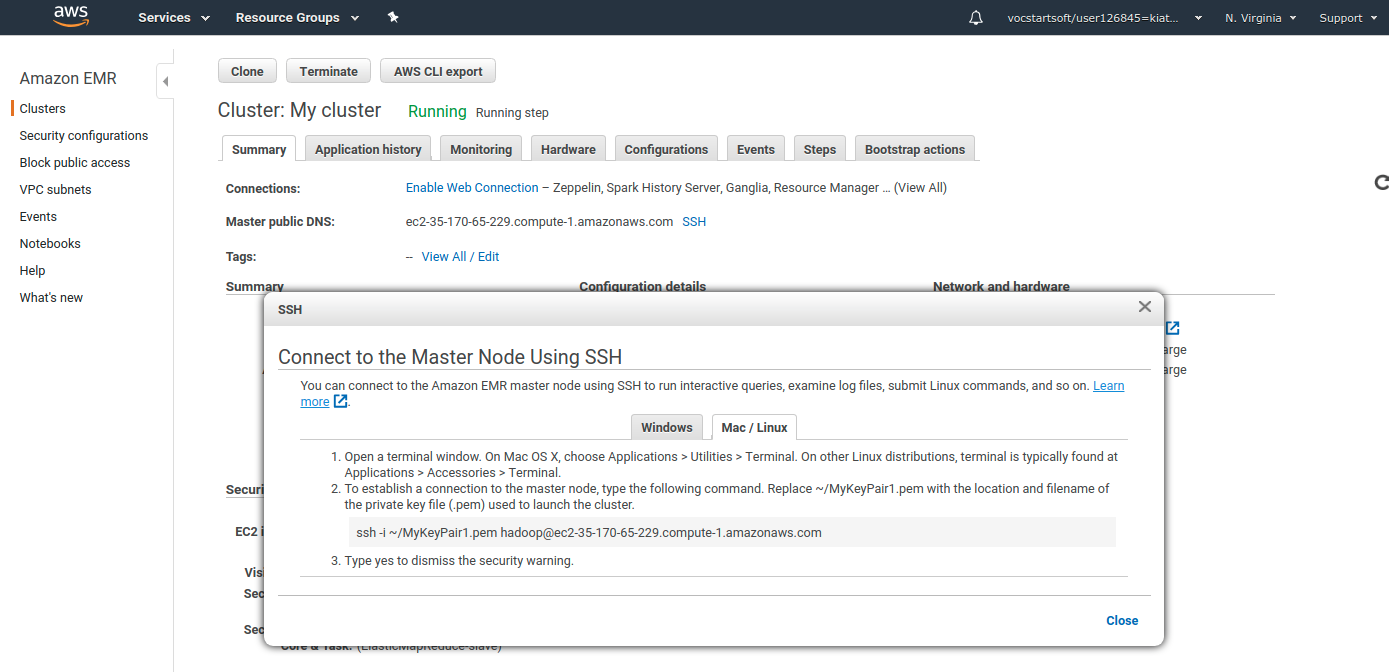 aws Services Resource Groups vocstartsoft/user126845=kiat... N. Virginia Support
Amazon EMR
Clusters
Security configurations
Block public access
VPC subnets
Events
Notebooks
Help
What's new
Clone Terminate AWS CLI export
Cluster: My cluster Running Running step
Summary Application history Monitoring Hardware Configurations Events Steps Bootstrap actions
Connections: Enable Web Connection – Zeppelin, Spark History Server, Ganglia, Resource Manager ... (View All)
Master public DNS: ec2-35-170-65-229.compute-1.amazonaws.com SSH
Tags: -- View All / Edit
Summary Configuration details Network and hardware
SSH
Connect to the Master Node Using SSH
You can connect to the Amazon EMR master node using SSH to run interactive queries, examine log files, submit Linux commands, and so on. Learn
more .
Windows Mac / Linux
1. Open a terminal window. On Mac OS X, choose Applications > Utilities > Terminal. On other Linux distributions, terminal is typically found at
Applications > Accessories > Terminal.
2. To establish a connection to the master node, type the following command. Replace ~/MyKeyPair1.pem with the location and filename of
the private key file (.pem) used to launch the cluster.
ssh -i ~/MyKeyPair1.pem hadoop@ec2-35-170-65-229.compute-1.amazonaws.com
3. Type yes to dismiss the security warning.
Close
arge
arge
Securi
EC2 i
Visi
Sec
Sec
Core & Task: (ElasticMapReduce-slave)